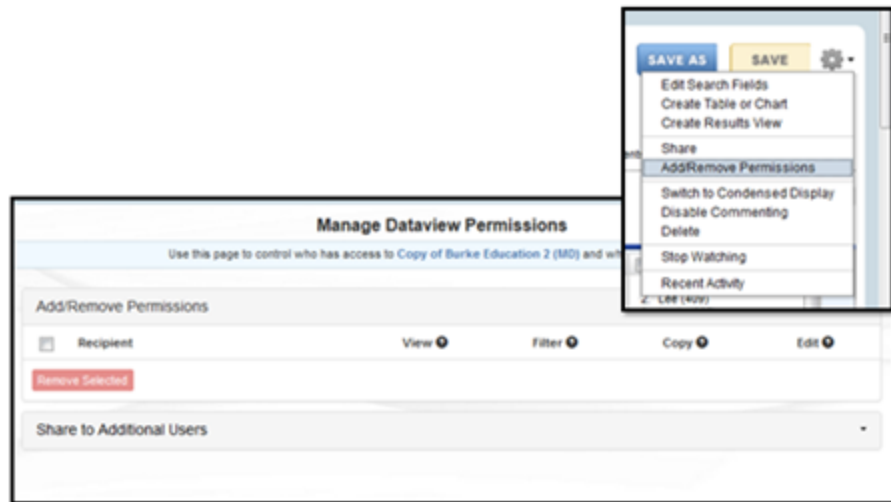 SAVE AS SAVE
Edit Search Fields
Create Table or Chart
Create Results View
Share
Add/Remove Permissions
Switch to Condensed Display
Disable Commenting
Delete
Stop Watching
Recent Activity
2. Lee (409)
Manage Dataview Permissions
Use this page to control who has access to Copy of Burke Education 2 (MD) and
Add/Remove Permissions
Recipient View Filter Copy Edit
Remove Selected
Share to Additional Users